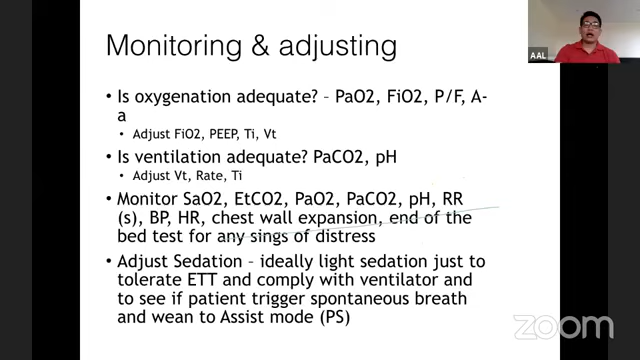 Monitoring & adjusting
AAL
• Is oxygenation adequate? – PaO2, FiO2, P/F, A-
a
• Adjust FiO2, PEEP, Ti, Vt
• Is ventilation adequate? PaCO2, pH
• Adjust Vt, Rate, Ti
• Monitor SaO2, EtCO2, PaO2, PaCO2, pH, RR
(s), BP, HR, chest wall expansion, end of the
bed test for any sings of distress
• Adjust Sedation – ideally light sedation just to
tolerate ETT and comply with ventilator and
to see if patient trigger spontaneous breath
and wean to Assist mode (PS)
zoom